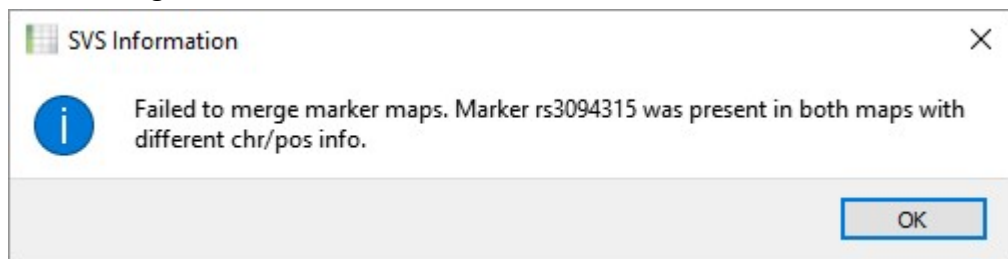 SVS Information
Failed to merge marker maps. Marker rs3094315 was present in both maps with
different chr/pos info.
OK